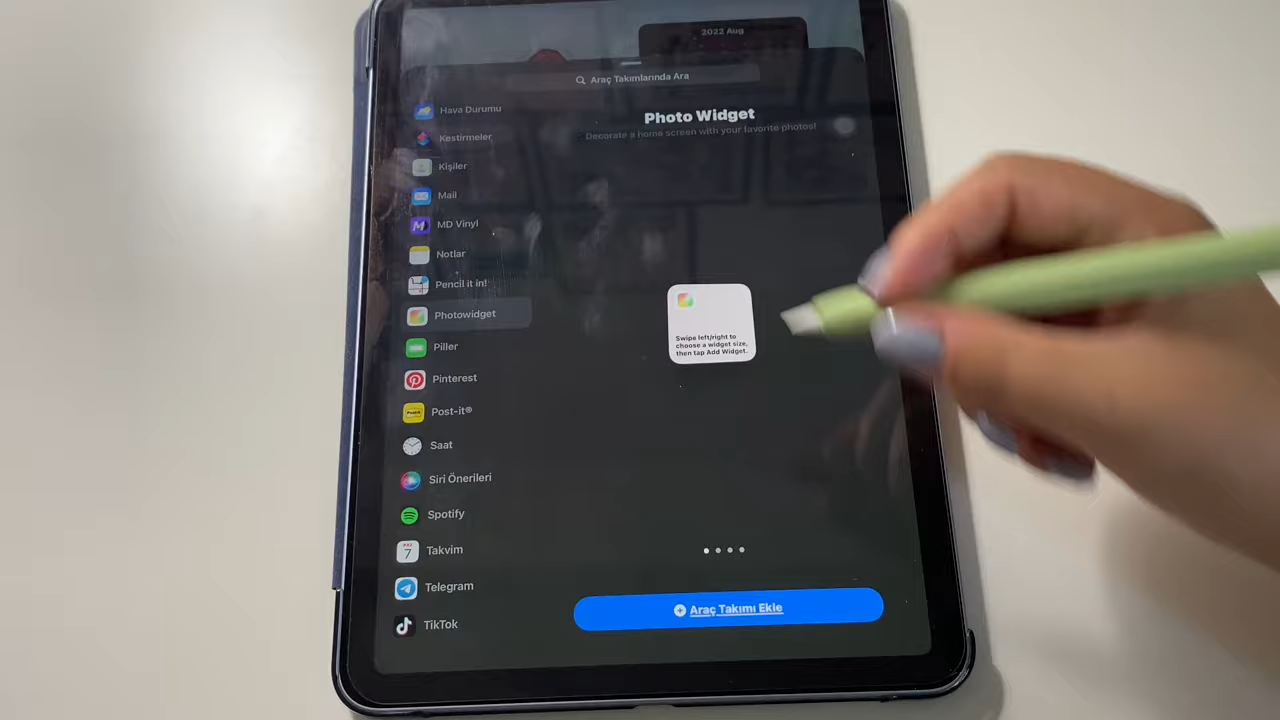 2022 Aug
Araç Takımlarında Ara
Hava Durumu
Kestirmeler
Kişiler
Mail
MD Vinyl
Notlar
Pencil it in!
Photowidget
Piller
Pinterest
Post-it®
Saat
Siri Önerileri
Spotify
7
Takvim
Telegram
TikTok
Photo Widget
Decorate a home screen with your favorite photos!
Swipe left/right to
choose a widget size,
then tap Add Widget.
Araç Takımı Ekle